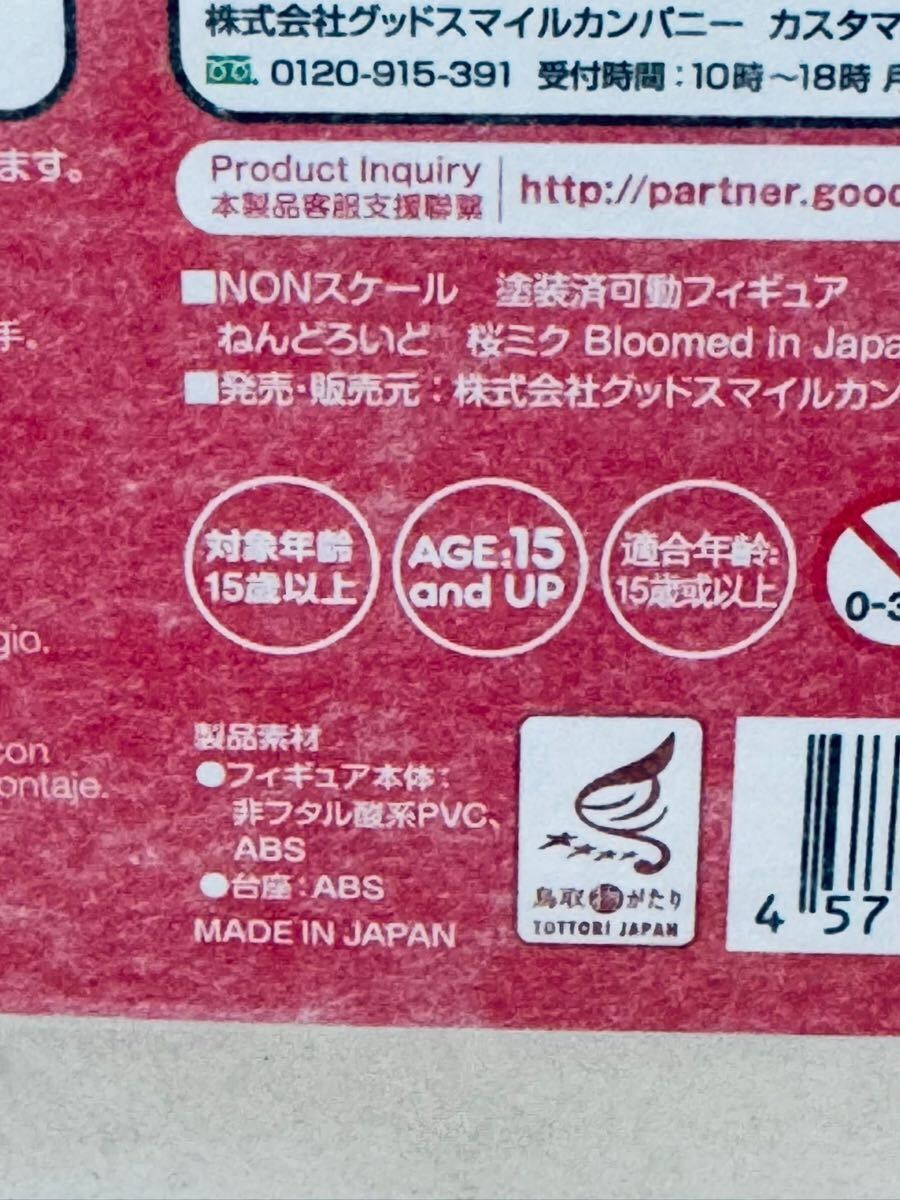 株式会社グッドスマイルカンパニー カスタマ
0120-915-391 受付時間：10時～18時 月
ます。
Product Inquiry
本製品客服支援聯繫
http://partner.good
■NONスケール 塗装済可動フィギュア
ねんどろいど 桜ミク Bloomed in Japa
手。
■発売・販売元：株式会社グッドスマイルカン
対象年齢
15歳以上
AGE:15
and UP
適合年齢:
15歳或以上
0-3
gio.
con
ontaje.
製品素材
●フィギュア本体：
非フタル酸系PVC、
ABS
●台座：ABS
MADE IN JAPAN
鳥取物がたり
TOTTORI JAPAN
4 57